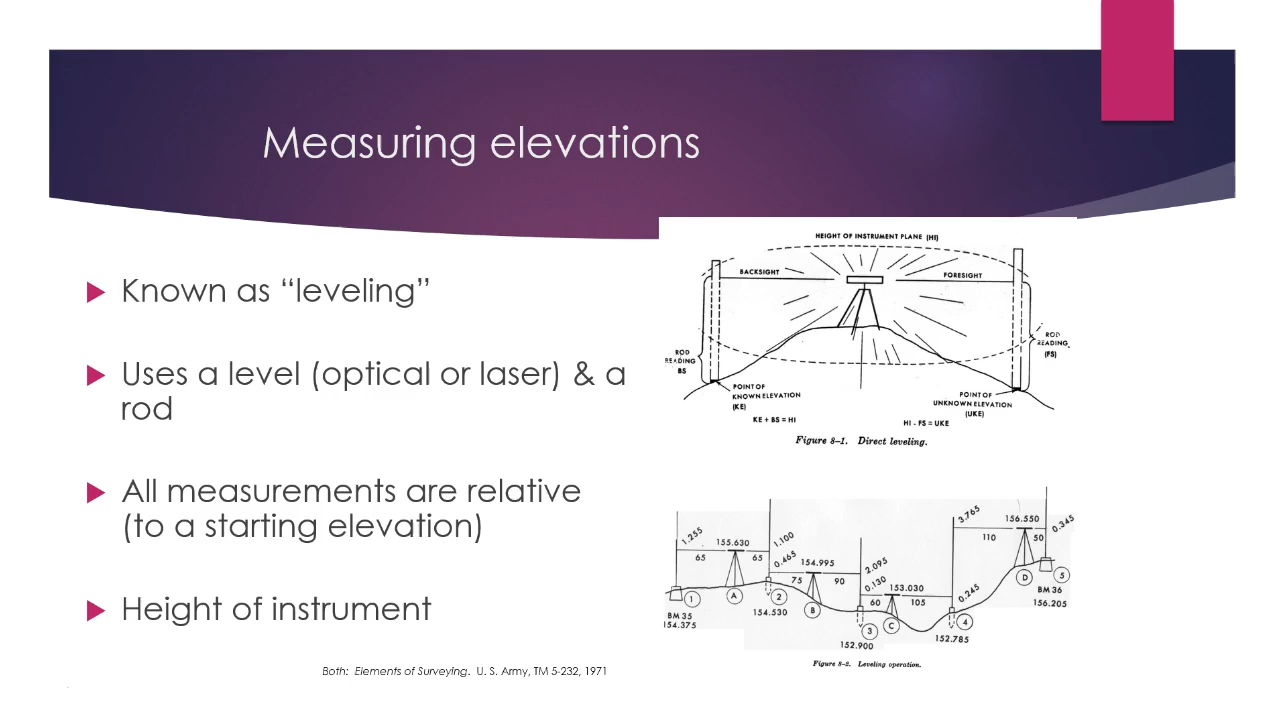 Measuring elevations
Known as “leveling”
Uses a level (optical or laser) & a
rod
All measurements are relative
(to a starting elevation)
Height of instrument
Both: Elements of Surveying. U. S. Army, TM 5-232, 1971
HEIGHT OF INSTRUMENT PLANE (HI)
BACKSIGHT
FORESIGHT
ROD
READING
BS
ROD
READING
(FS)
POINT OF
KNOWN ELEVATION
(KE)
POINT OF
UNKNOWN ELEVATION
(UKE)
KE + BS = HI
HI - FS = UKE
Figure 8-1. Direct leveling.
1.255
155.630
65
65
1.100
0.465
154.995
75
90
2.095
0.130
153.030
60
105
3.765
0.245
156.550
110
50
0.345
1
A
2
B
3
C
4
D
5
BM 35
154.375
154.530
152.900
152.785
BM 36
156.205
Figure 8-2. Leveling operation.